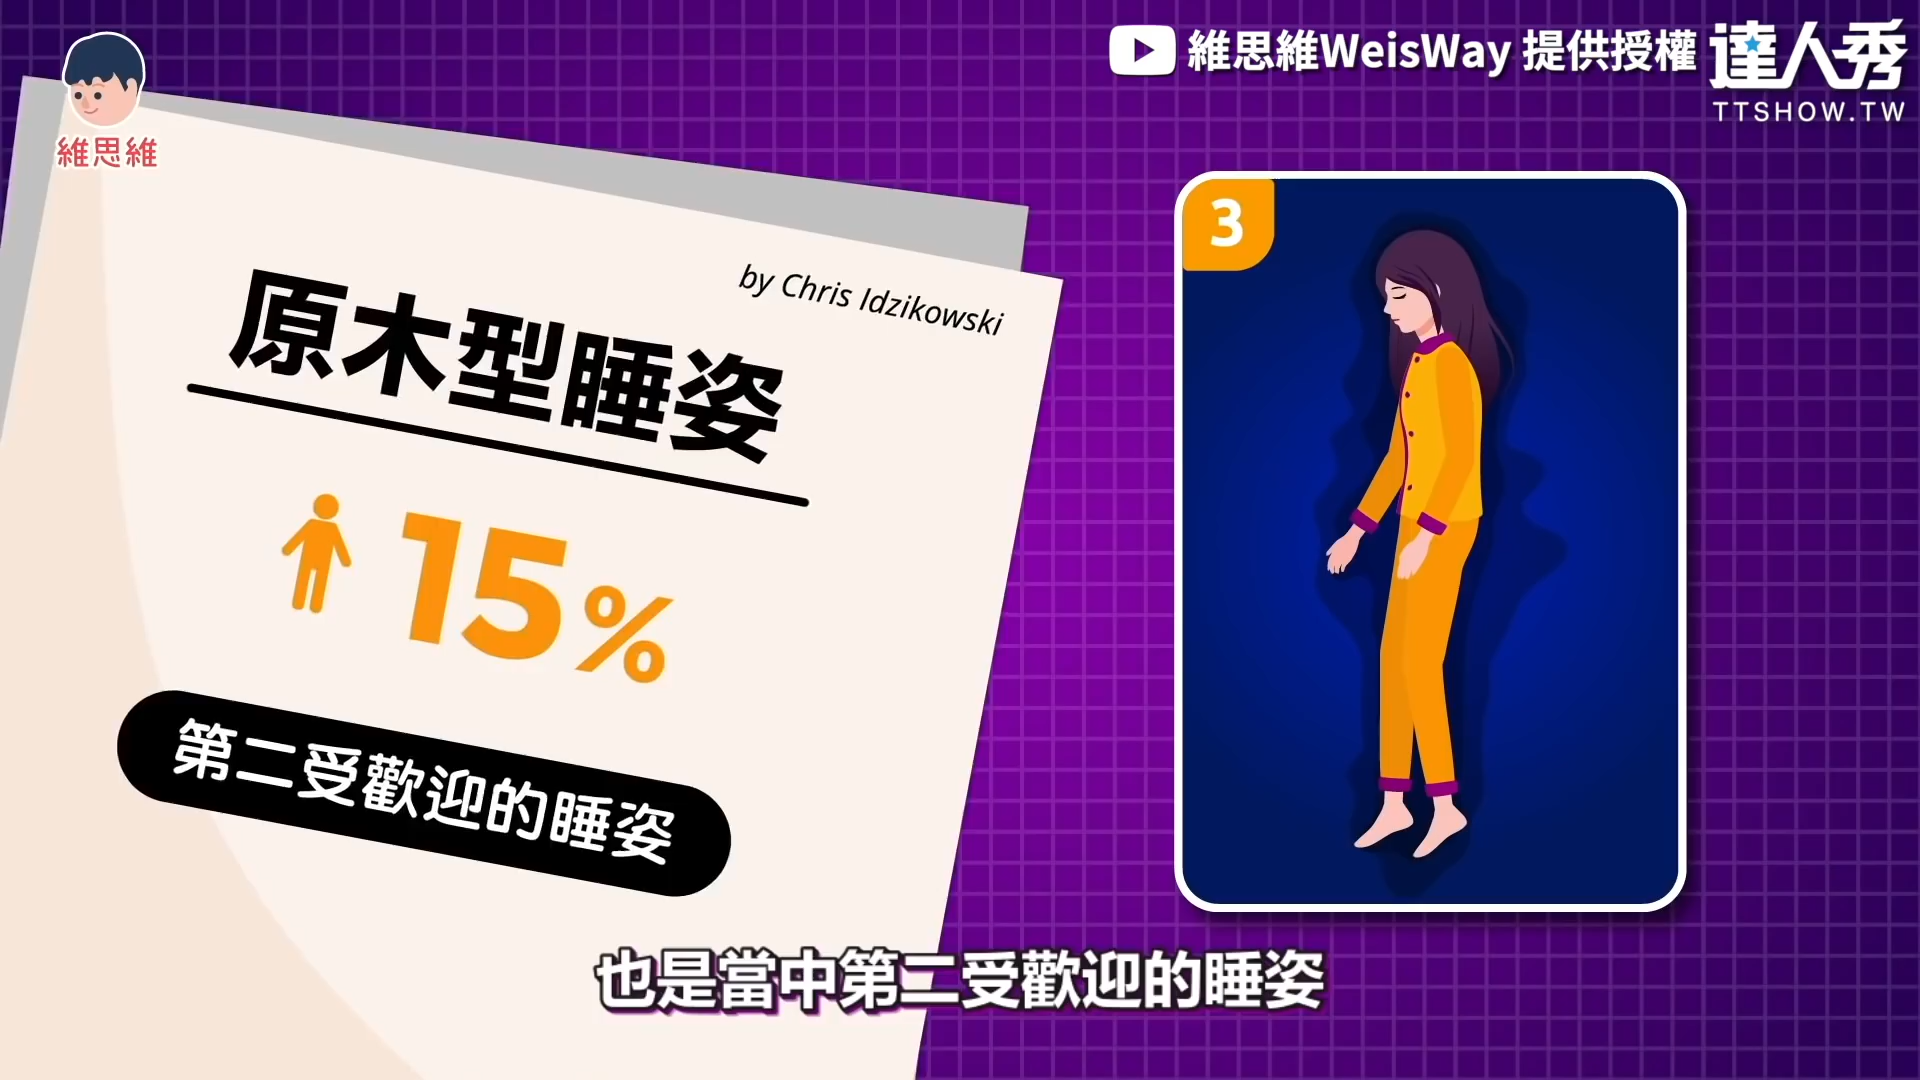 維思維WeisWay 提供授權
達人秀
TTSHOW.TW
維思維
by Chris Idzikowski
原木型睡姿
15%
第二受歡迎的睡姿
3
也是當中第二受歡迎的睡姿